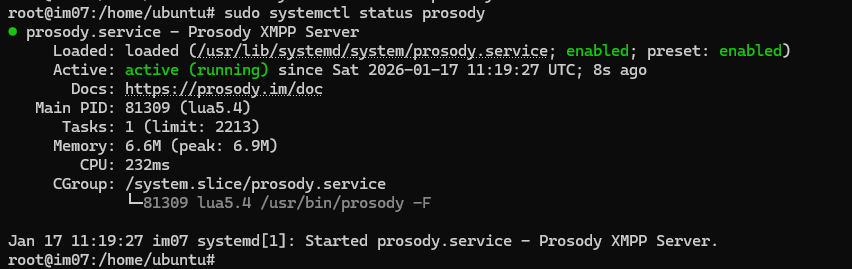 root@im07:/home/ubuntu# sudo systemctl status prosody
● prosody.service - Prosody XMPP Server
     Loaded: loaded (/usr/lib/systemd/system/prosody.service; enabled; preset: enabled)
     Active: active (running) since Sat 2026-01-17 11:19:27 UTC; 8s ago
       Docs: https://prosody.im/doc
   Main PID: 81309 (lua5.4)
      Tasks: 1 (limit: 2213)
     Memory: 6.6M (peak: 6.9M)
        CPU: 232ms
     CGroup: /system.slice/prosody.service
             └─81309 lua5.4 /usr/bin/prosody -F

Jan 17 11:19:27 im07 systemd[1]: Started prosody.service - Prosody XMPP Server.
root@im07:/home/ubuntu#